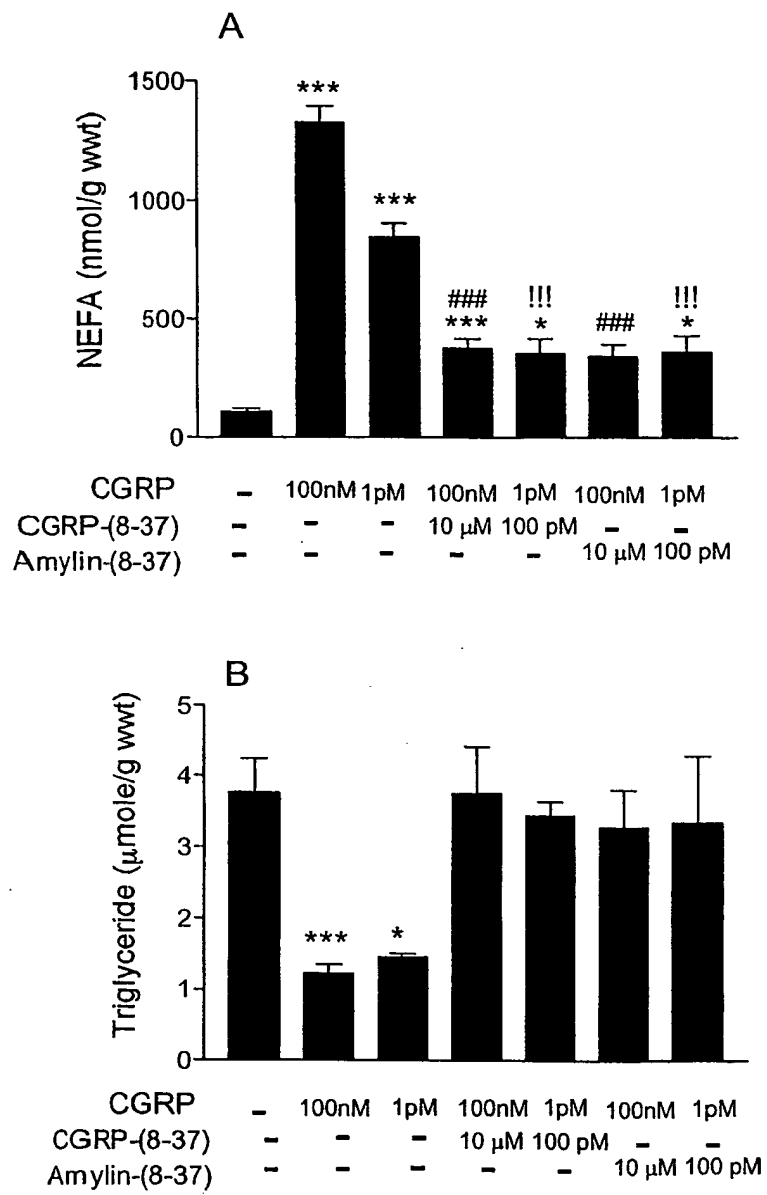 A
1500
1000
500
0
NEFA (nmol/g wwt)
***
***
###
***
!!!
*
###
!!!
*
CGRP – 100nM 1pM 100nM 1pM 100nM 1pM
CGRP-(8-37) – – – 10 µM 100 pM – –
Amylin-(8-37) – – – – – 10 µM 100 pM
B
5
4
3
2
1
0
Triglyceride (µmole/g wwt)
***
*
CGRP – 100nM 1pM 100nM 1pM 100nM 1pM
CGRP-(8-37) – – – 10 µM 100 pM – –
Amylin-(8-37) – – – – – 10 µM 100 pM